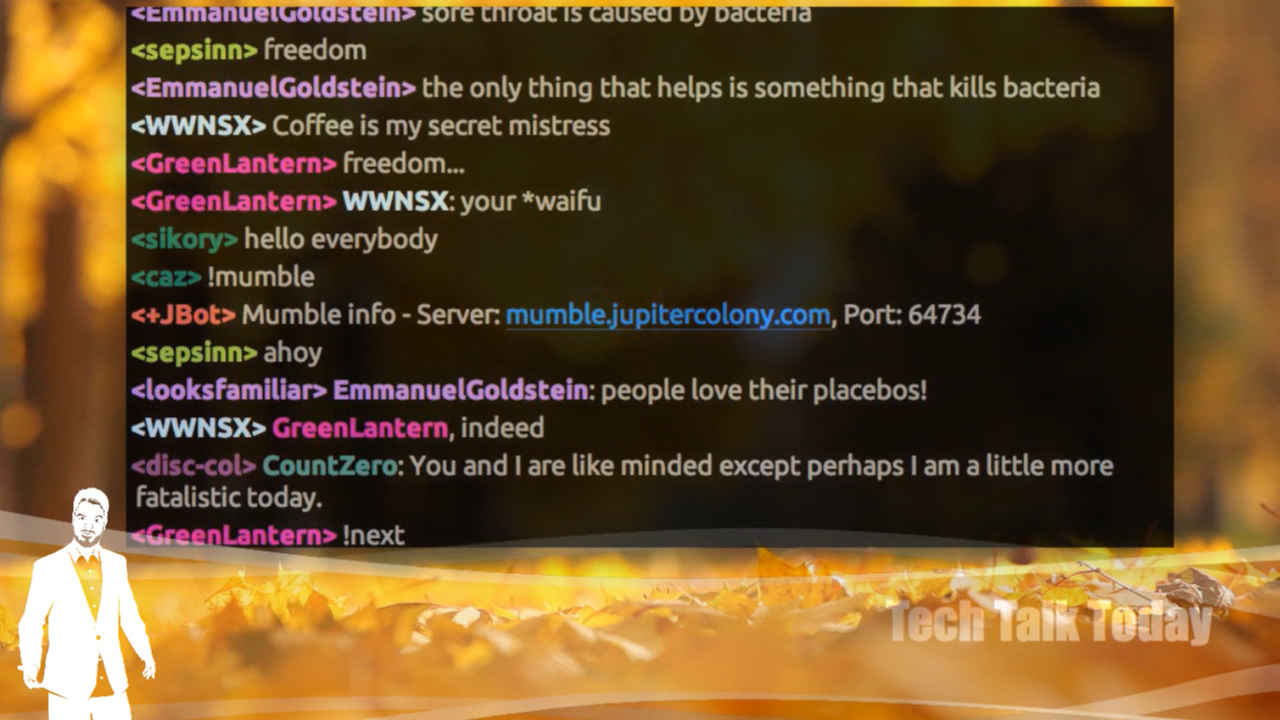 <EmmanuelGoldstein> sore throat is caused by bacteria
<sepsinn> freedom
<EmmanuelGoldstein> the only thing that helps is something that kills bacteria
<WWNSX> Coffee is my secret mistress
<GreenLantern> freedom...
<GreenLantern> WWNSX: your *waifu
<sikory> hello everybody
<caz> !mumble
<+JBot> Mumble info - Server: mumble.jupitercolony.com, Port: 64734
<sepsinn> ahoy
<looksfamiliar> EmmanuelGoldstein: people love their placebos!
<WWNSX> GreenLantern, indeed
<disc-col> CountZero: You and I are like minded except perhaps I am a little more
fatalistic today.
<GreenLantern> !next
Tech Talk Today